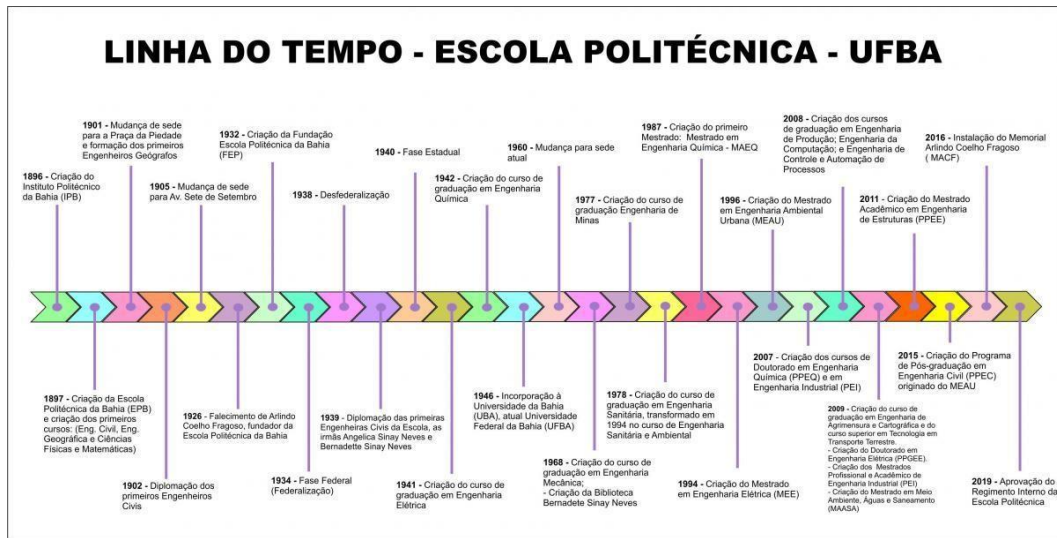 LINHA DO TEMPO - ESCOLA POLITÉCNICA - UFBA
1896 - Criação do
Instituto Politécnico
da Bahia (IPB)
1897 - Criação da Escola
Politécnica da Bahia (EPB)
e criação dos primeiros
cursos: (Eng. Civil, Eng.
Geográfica e Ciências
Físicas e Matemáticas)
1901 - Mudança de sede
para a Praça da Piedade
e formação dos primeiros
Engenheiros Geógrafos
1902 - Diplomação dos
primeiros Engenheiros
Civis
1905 - Mudança de sede
para Av. Sete de Setembro
1926 - Falecimento de Arlindo
Coelho Fragoso, fundador da
Escola Politécnica da Bahia
1932 - Criação da Fundação
Escola Politécnica da Bahia
(FEP)
1934 - Fase Federal
(Federalização)
1938 - Desfederalização
1939 - Diplomação das primeiras
Engenheiras Civis da Escola, as
irmãs Angelica Sinay Neves e
Bernadette Sinay Neves
1940 - Fase Estadual
1941 - Criação do curso de
graduação em Engenharia
Elétrica
1942 - Criação do curso de
graduação em Engenharia
Química
1946 - Incorporação à
Universidade da Bahia
(UBA), atual Universidade
Federal da Bahia (UFBA)
1960 - Mudança para sede
atual
1968 - Criação do curso de
graduação em Engenharia
Mecânica;
- Criação da Biblioteca
Bernadete Sinay Neves
1977 - Criação do curso de
graduação Engenharia de
Minas
1978 - Criação do curso de
graduação em Engenharia
Sanitária, transformado em
1994 no curso de Engenharia
Sanitária e Ambiental
1987 - Criação do primeiro
Mestrado: Mestrado em
Engenharia Química - MAEQ
1994 - Criação do Mestrado
em Engenharia Elétrica (MEE)
1996 - Criação do Mestrado
em Engenharia Ambiental
Urbana (MEAU)
2007 - Criação dos cursos de
Doutorado em Engenharia
Química (PPEQ) e em
Engenharia Industrial (PEI)
2008 - Criação dos cursos
de graduação em Engenharia
de Produção; Engenharia
da Computação; e Engenharia
de Controle e Automação de
Processos
2009 - Criação do curso de
graduação em Engenharia de
Agrimensura e Cartográfica e do
curso superior em Tecnologia em
Transporte Terrestre.
- Criação do Doutorado em
Engenharia Elétrica (PPGEE).
- Criação dos Mestrados
Profissional e Acadêmico em
Engenharia Industrial (PEI)
- Criação do Mestrado em Meio
Ambiente, Águas e Saneamento
(MAASA)
2011 - Criação do Mestrado
Acadêmico em Engenharia
de Estruturas (PPEE)
2015 - Criação do Programa
de Pós-graduação em
Engenharia Civil (PPEC)
originado do MEAU
2016 - Instalação do Memorial
Arlindo Coelho Fragoso
( MACF)
2019 - Aprovação do
Regimento Interno da
Escola Politécnica